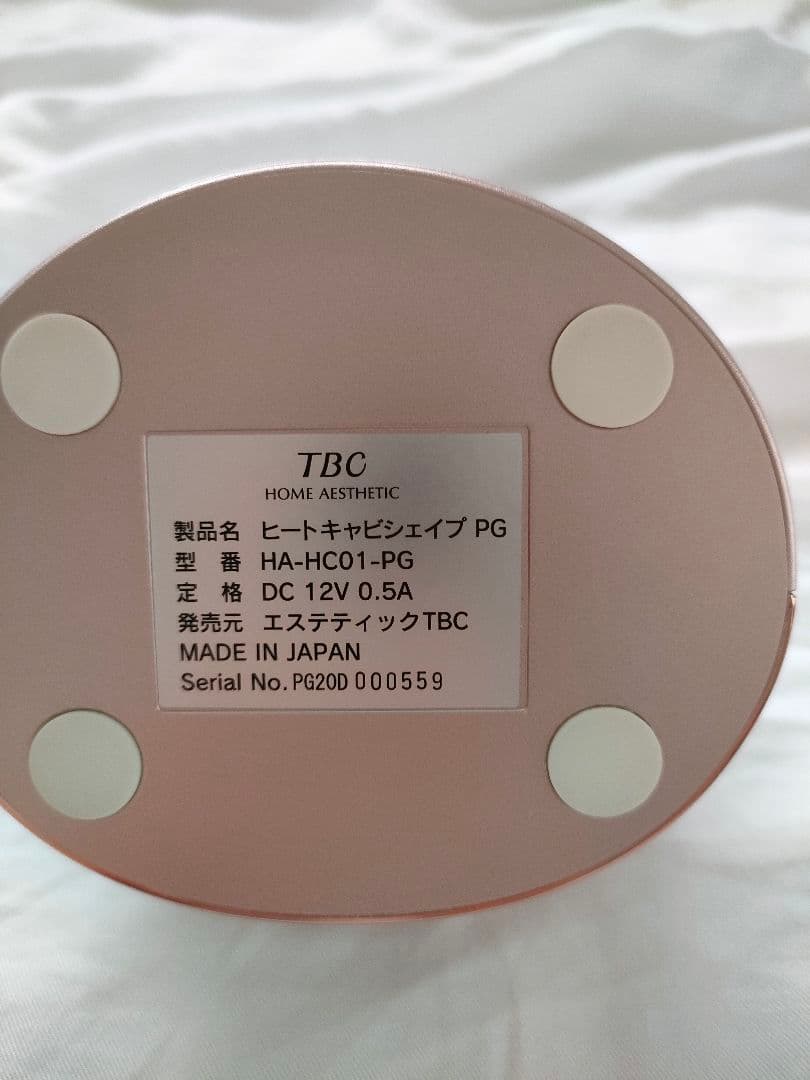 TBC
HOME AESTHETIC
製品名 ヒートキャビシェイプ PG
型 番 HA-HC01-PG
定 格 DC 12V 0.5A
発売元 エステティックTBC
MADE IN JAPAN
Serial No. PG20D 000559